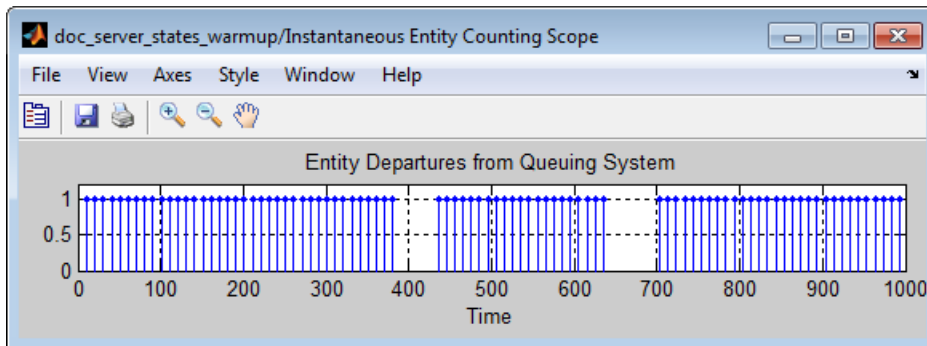 doc_server_states_warmup/Instantaneous Entity Counting Scope
File View Axes Style Window Help
Entity Departures from Queuing System
1
0.5
0
0 100 200 300 400 500 600 700 800 900 1000
Time